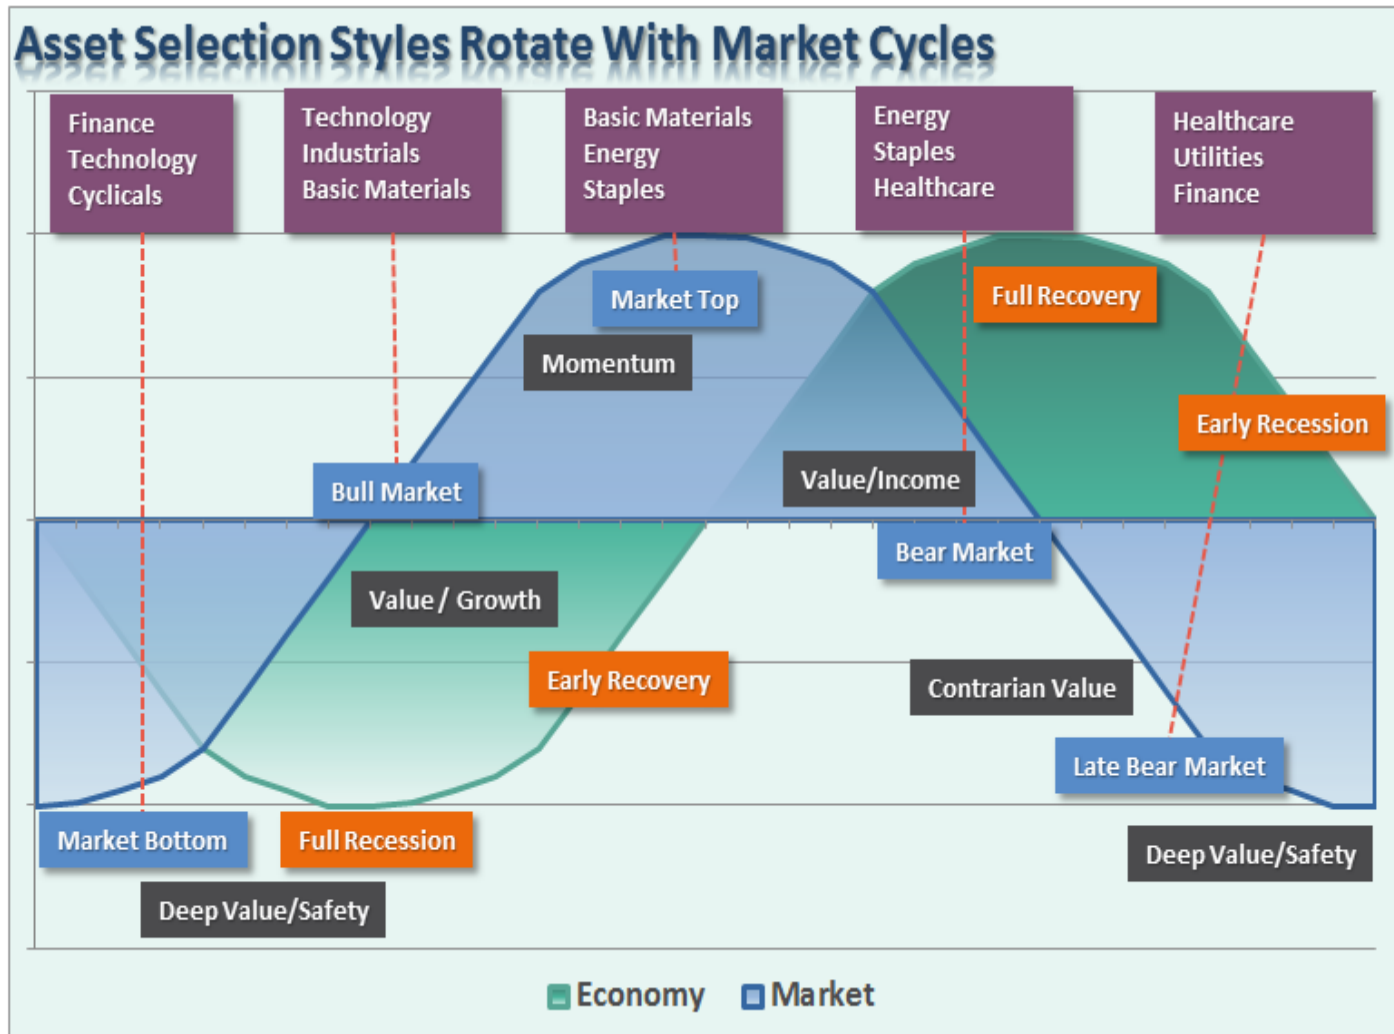 Asset Selection Styles Rotate With Market Cycles
Finance
Technology
Cyclicals
Technology
Industrials
Basic Materials
Basic Materials
Energy
Staples
Energy
Staples
Healthcare
Healthcare
Utilities
Finance
Market Top
Full Recovery
Momentum
Early Recession
Value/Income
Bull Market
Bear Market
Value / Growth
Early Recovery
Contrarian Value
Late Bear Market
Market Bottom
Full Recession
Deep Value/Safety
Deep Value/Safety
Economy
Market